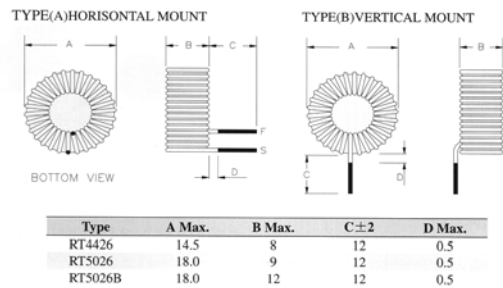 TYPE(A)HORISONTAL MOUNT
TYPE(B)VERTICAL MOUNT
A
B
C
A
B
F
S
D
C
D
BOTTOM VIEW
Type A Max. B Max. C±2 D Max.
RT4426 14.5 8 12 0.5
RT5026 18.0 9 12 0.5
RT5026B 18.0 12 12 0.5